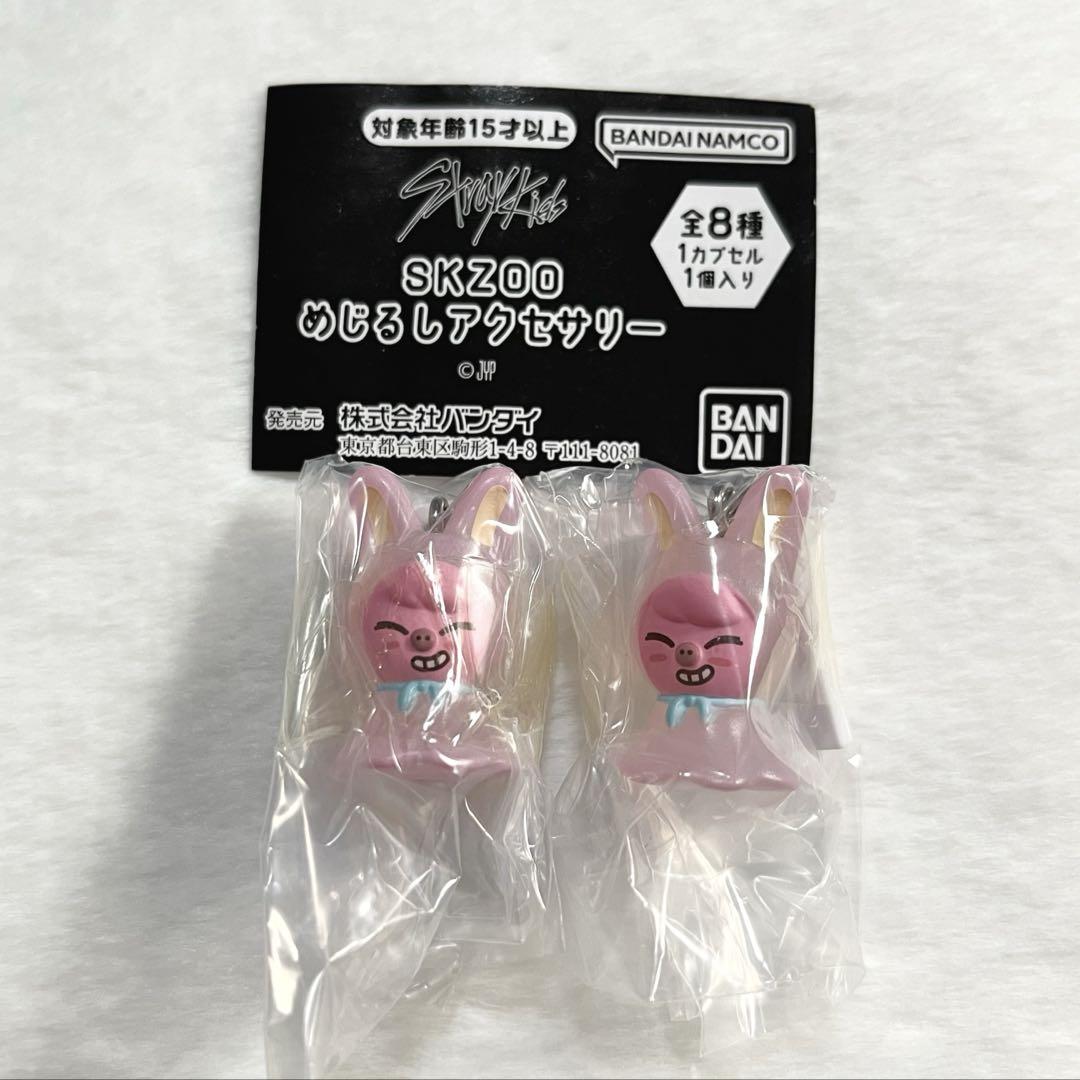 対象年齢15才以上
BANDAI NAMCO
Stray Kids
全8種
1カプセル
1個入り
SKZOO
めじるしアクセサリー
©JYP
発売元 株式会社バンダイ
東京都台東区駒形1-4-8 〒111-8081
BAN
DAI